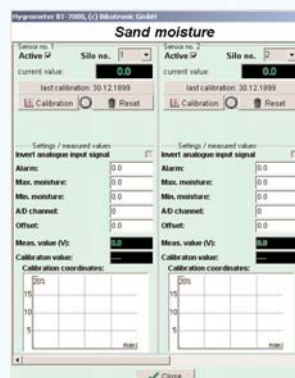 Hygrometer BT-7000, (c) Bikotronic GmbH
Sand moisture
Sensor no. 1
Active Silo no. 1
current value: 0.0
last calibration: 30.12.1899
Calibration Reset
Settings / measured values
Invert analogue input signal
Alarm: 0.0
Max. moisture: 0.0
Min. moisture: 0.0
A/D channel: 0
Offset: 0.0
Meas. value (V): 0.0
Calibraton value: ----
Calibration coordinates:
20%
15
10
5
max|
Sensor no. 2
Active Silo no. 2
current value: 0.0
last calibration: 30.12.1899
Calibration Reset
Settings / measured values
Invert analogue input signal
Alarm: 0.0
Max. moisture: 0.0
Min. moisture: 0.0
A/D channel: 0
Offset: 0.0
Meas. value (V): 0.0
Calibraton value: ----
Calibration coordinates:
20%
15
10
5
max|
Close